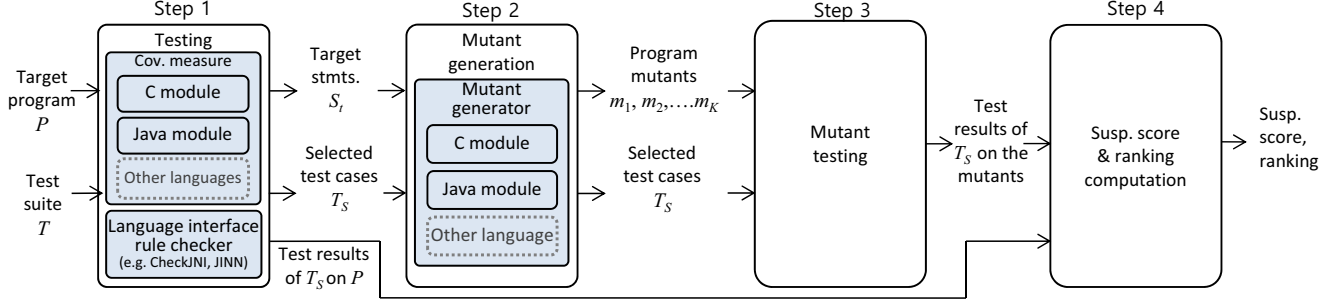 Step 1
Step 2
Step 3
Step 4
Target
program
P
Test
suite
T
Testing
Cov. measure
C module
Java module
Other languages
Language interface
rule checker
(e.g. CheckJNI, JINN)
Target
stmts.
S_t
Selected
test cases
T_S
Test results
of T_S on P
Mutant
generation
Mutant
generator
C module
Java module
Other language
Program
mutants
m_1, m_2,….m_K
Selected
test cases
T_S
Mutant
testing
Test
results of
T_S on the
mutants
Susp. score
& ranking
computation
Susp.
score,
ranking